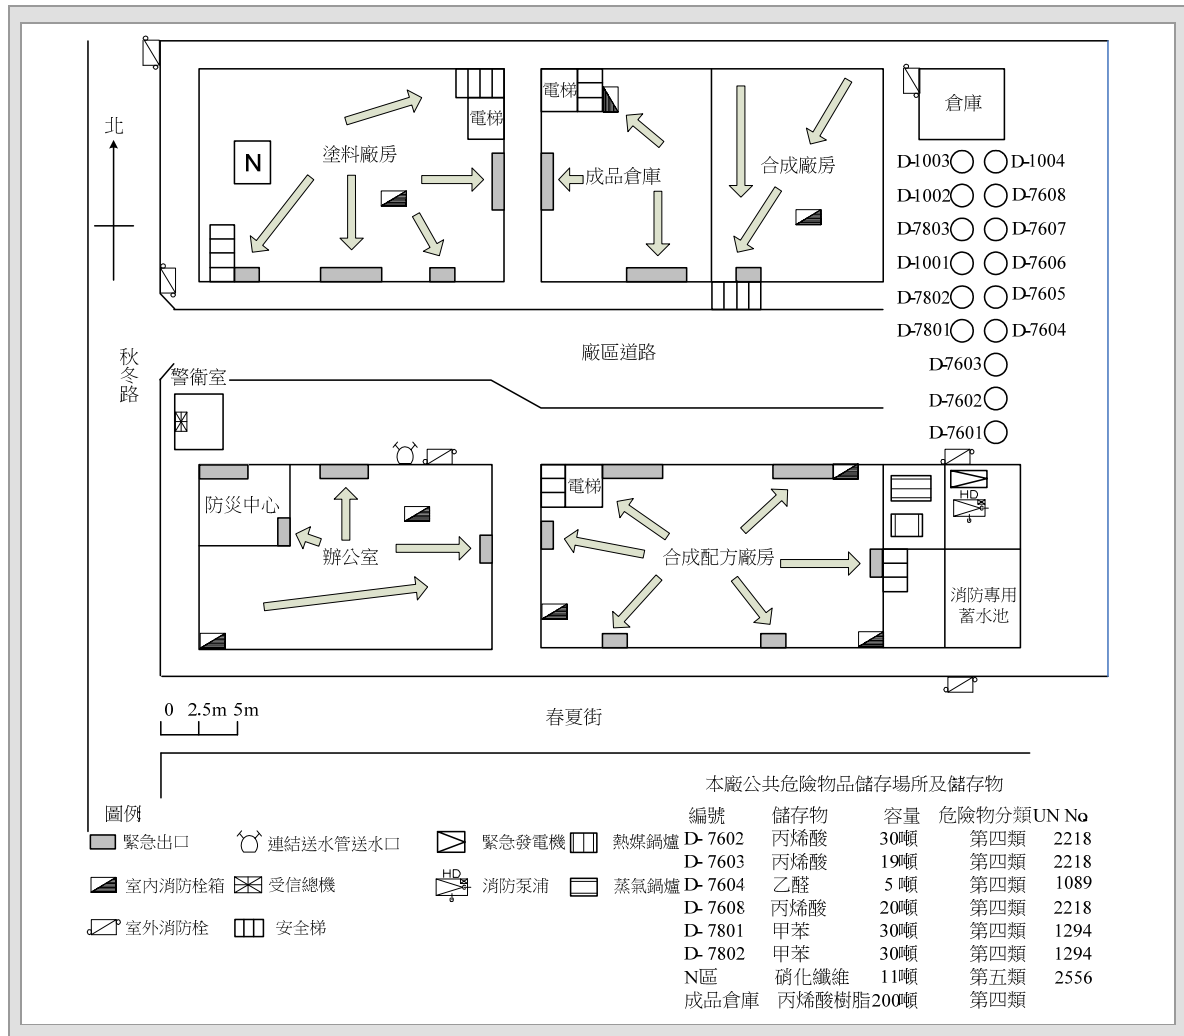 北
塗料廠房
電梯
N
電梯
成品倉庫
合成廠房
倉庫
D-1003 D-1004
D-1002 D-7608
D-7803 D-7607
D-1001 D-7606
D-7802 D-7605
D-7801 D-7604
D-7603
D-7602
D-7601
廠區道路
秋冬路
警衛室
防災中心
辦公室
電梯
合成配方廠房
HD
消防專用
蓄水池
0 2.5m 5m
春夏街
圖例
緊急出口 連結送水管送水口 緊急發電機 熱媒鍋爐
室內消防栓箱 受信總機 HD 消防泵浦 蒸氣鍋爐
室外消防栓 安全梯
本廠公共危險物品儲存場所及儲存物
編號 儲存物 容量 危險物分類 UN No.
D-7602 丙烯酸 30噸 第四類 2218
D-7603 丙烯酸 19噸 第四類 2218
D-7604 乙醛 5噸 第四類 1089
D-7608 丙烯酸 20噸 第四類 2218
D-7801 甲苯 30噸 第四類 1294
D-7802 甲苯 30噸 第四類 1294
N區 硝化纖維 11噸 第五類 2556
成品倉庫 丙烯酸樹脂 200噸 第四類